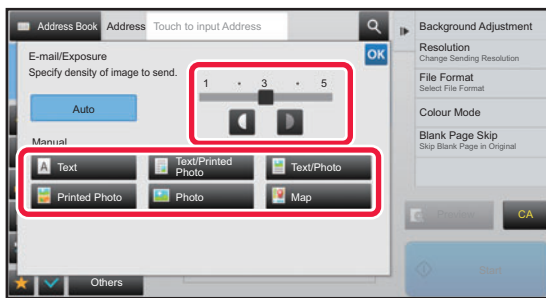 Address Book
Address
Touch to input Address
E-mail/Exposure
Specify density of image to send.
OK
1 · 3 · 5
Auto
Manual
A Text
Text/Printed
Photo
Text/Photo
Printed Photo
Photo
Map
Others
Background Adjustment
Resolution
Change Sending Resolution
File Format
Select File Format
Colour Mode
Blank Page Skip
Skip Blank Page in Original
Preview
CA
Start